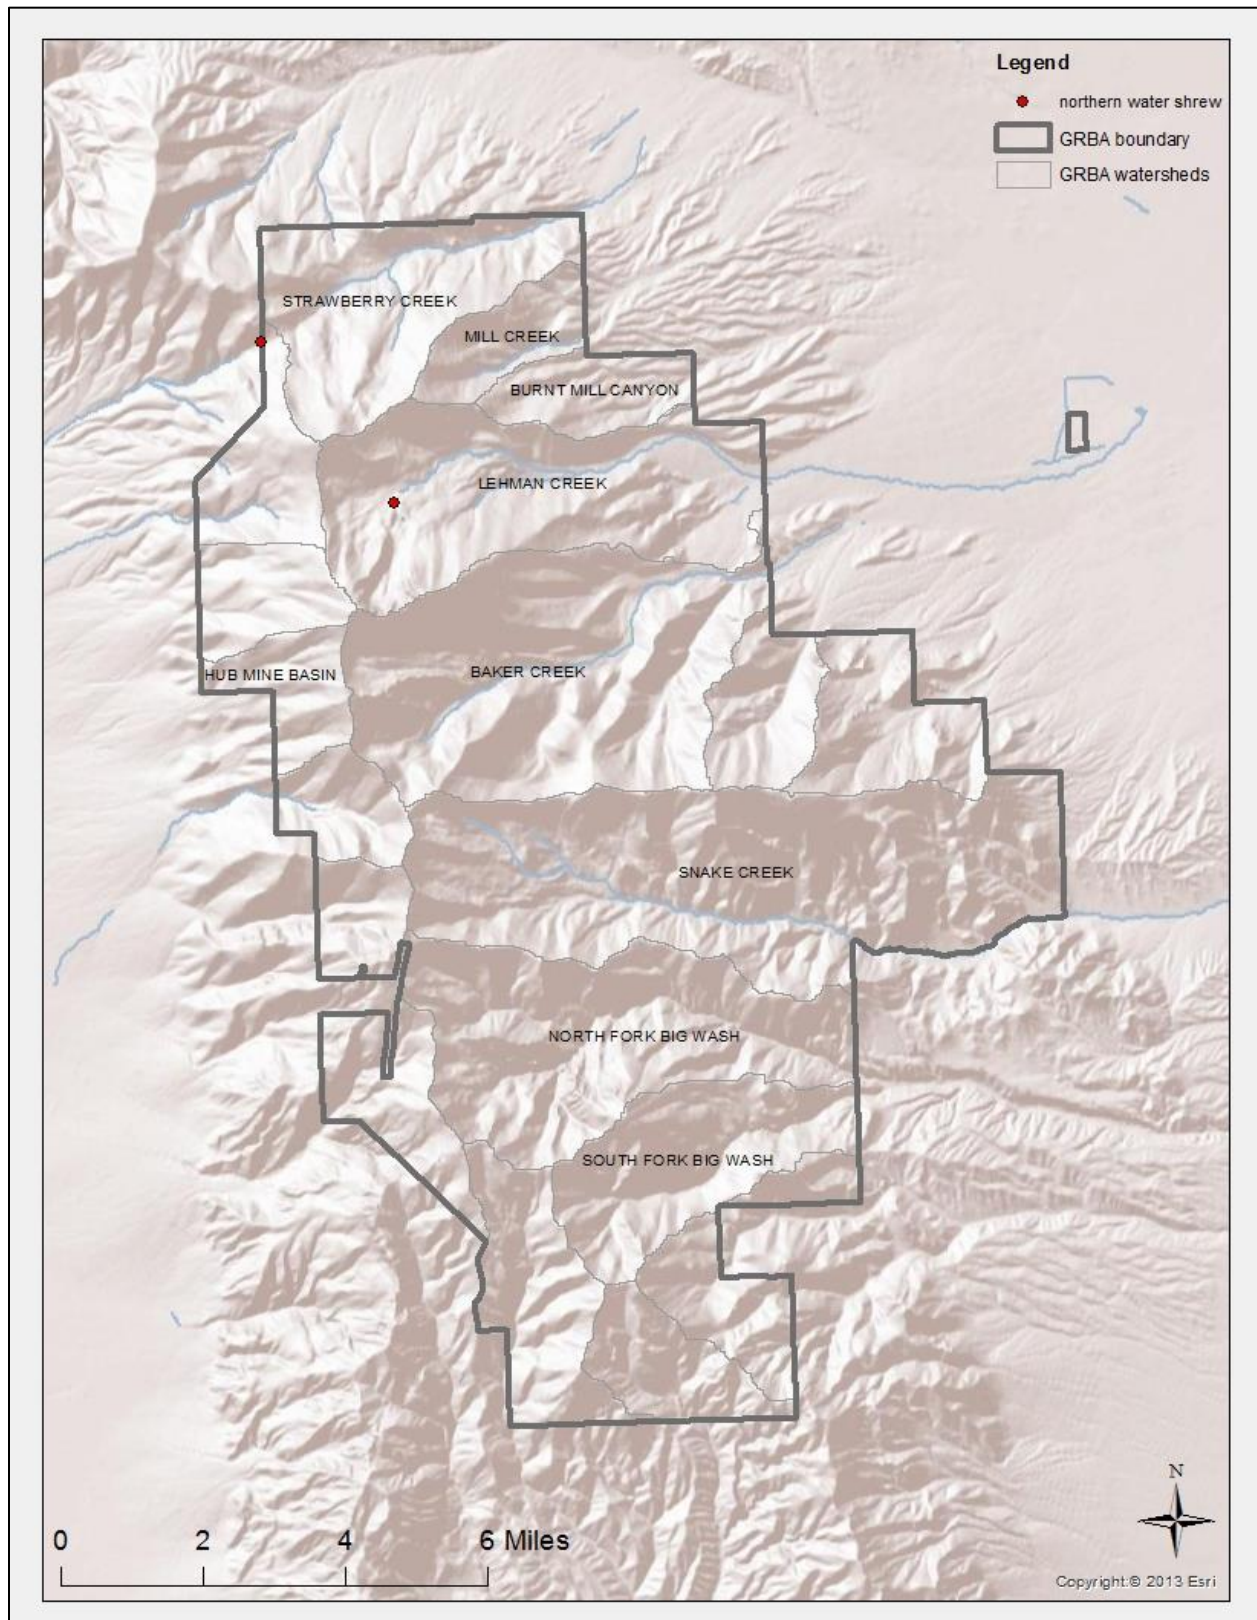 Legend
northern water shrew
GRBA boundary
GRBA watersheds
STRAWBERRY CREEK
MILL CREEK
BURNT MILL CANYON
LEHMAN CREEK
BAKER CREEK
HUB MINE BASIN
SNAKE CREEK
NORTH FORK BIG WASH
SOUTH FORK BIG WASH
N
0 2 4 6 Miles
Copyright:© 2013 Esri